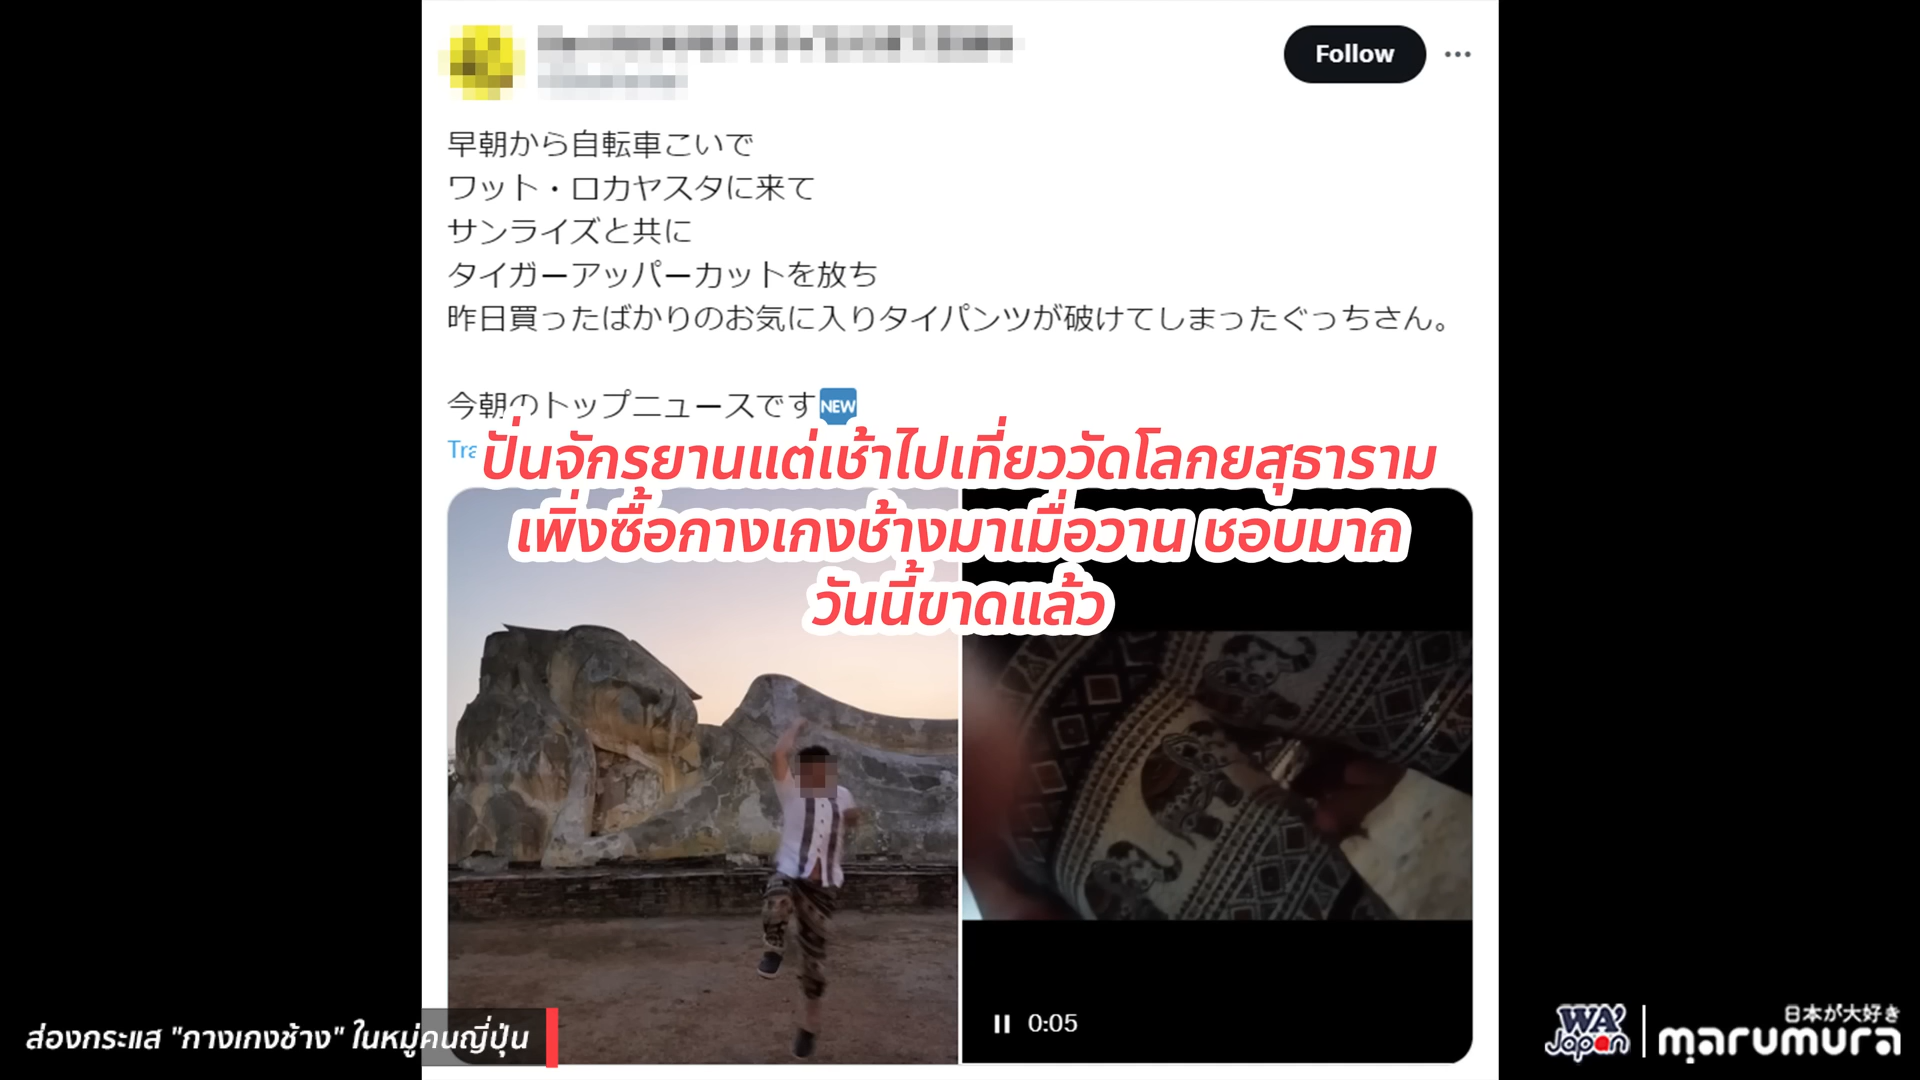 Follow
早朝から自転車こいで
ワット・ロカヤスタに来て
サンライズと共に
タイガーアッパーカットを放ち
昨日買ったばかりのお気に入りタイパンツが破けてしまったぐっちさん。
今朝のトップニュースです NEW
Tra
ปั่นจักรยานแต่เช้าไปเที่ยววัดโลกยสุธาราม
เพิ่งซื้อกางเกงช้างมาเมื่อวาน ชอบมาก
วันนี้ขาดแล้ว
0:05
ส่องกระแส "กางเกงช้าง" ในหมู่คนญี่ปุ่น
WA' Japan
日本が大好き
marumura